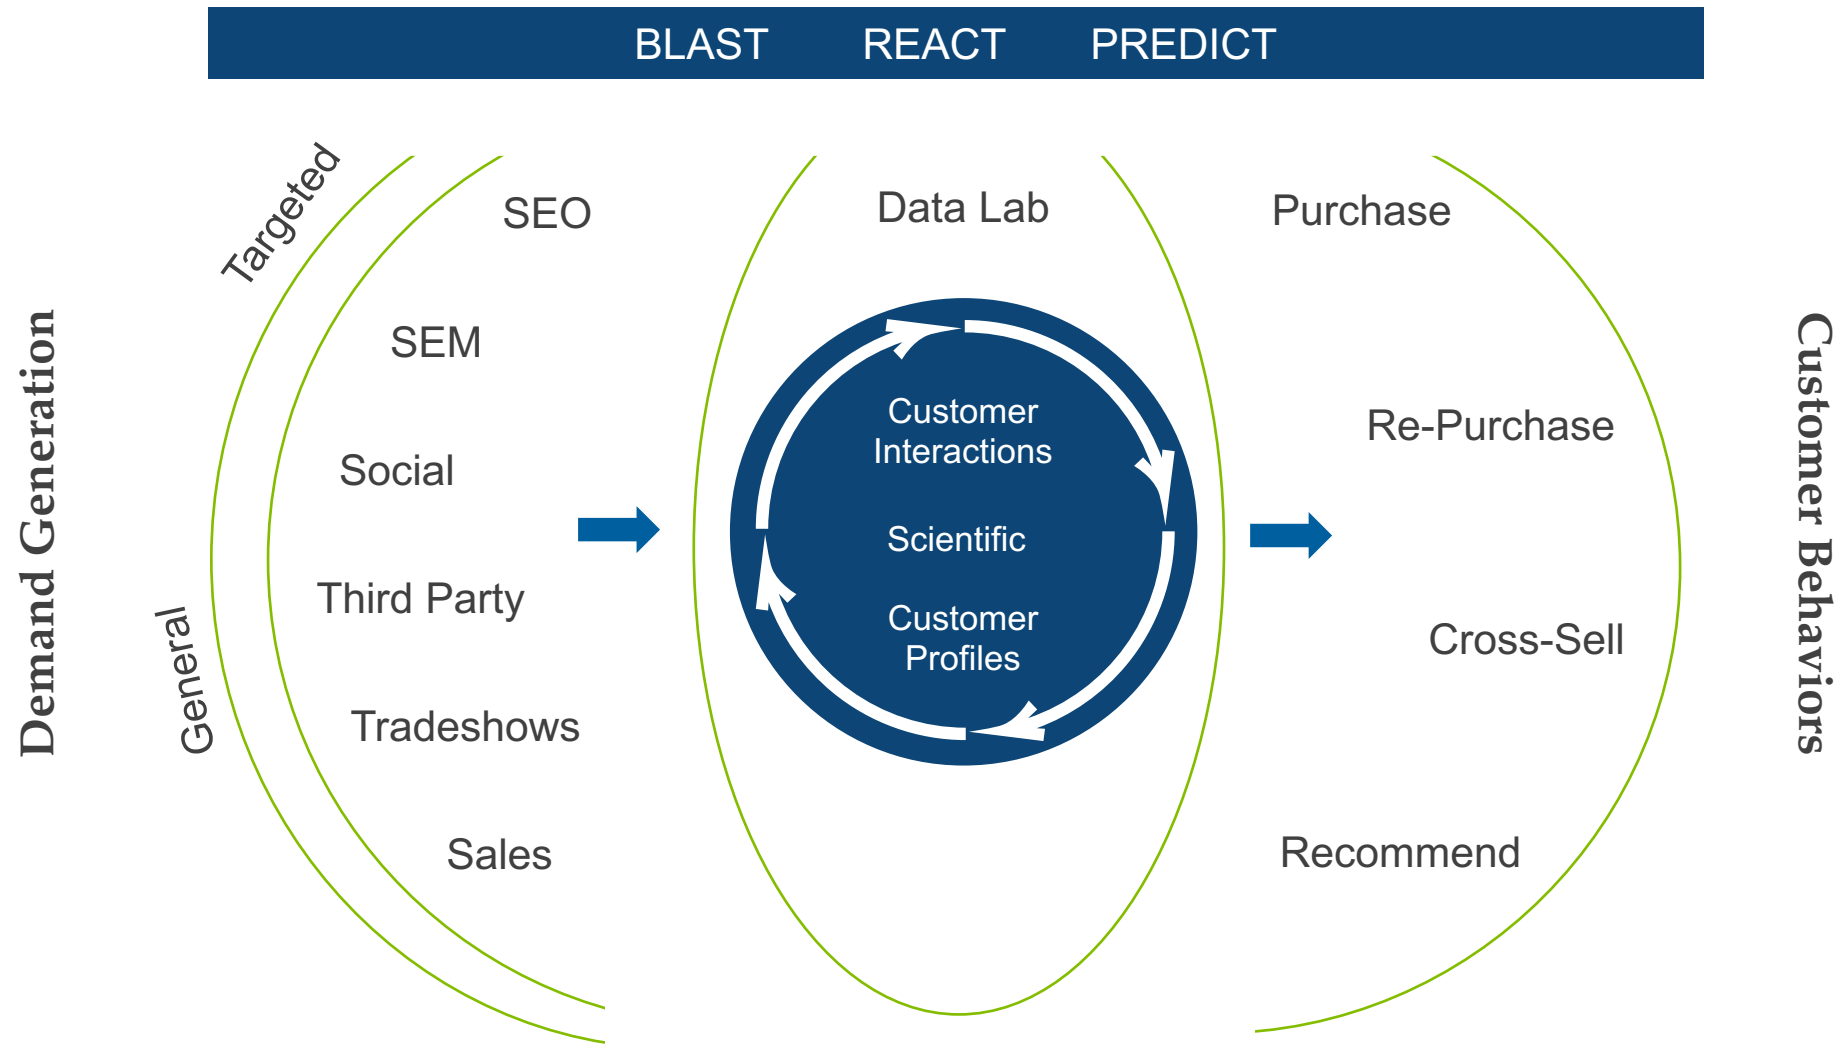 BLAST REACT PREDICT
Demand Generation
Targeted
General
SEO
SEM
Social
Third Party
Tradeshows
Sales
Data Lab
Customer
Interactions
Scientific
Customer
Profiles
Purchase
Re-Purchase
Cross-Sell
Recommend
Customer Behaviors